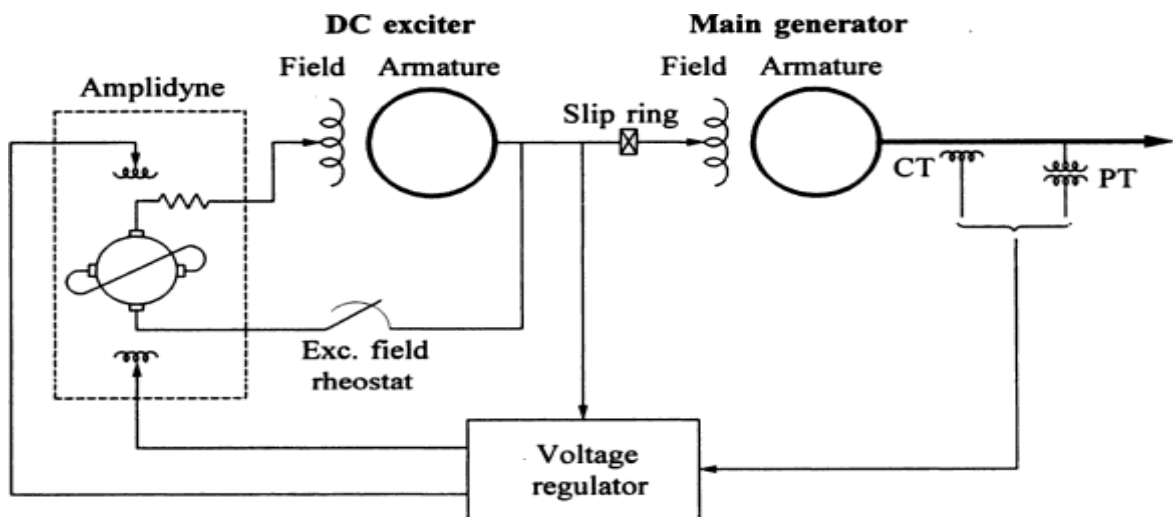 DC exciter
Main generator
Field
Armature
Field
Armature
Amplidyne
Slip ring
CT
PT
Exc. field
rheostat
Voltage
regulator